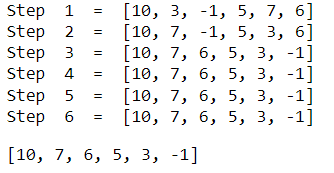 Step 1 = [10, 3, -1, 5, 7, 6]
Step 2 = [10, 7, -1, 5, 3, 6]
Step 3 = [10, 7, 6, 5, 3, -1]
Step 4 = [10, 7, 6, 5, 3, -1]
Step 5 = [10, 7, 6, 5, 3, -1]
Step 6 = [10, 7, 6, 5, 3, -1]
[10, 7, 6, 5, 3, -1]